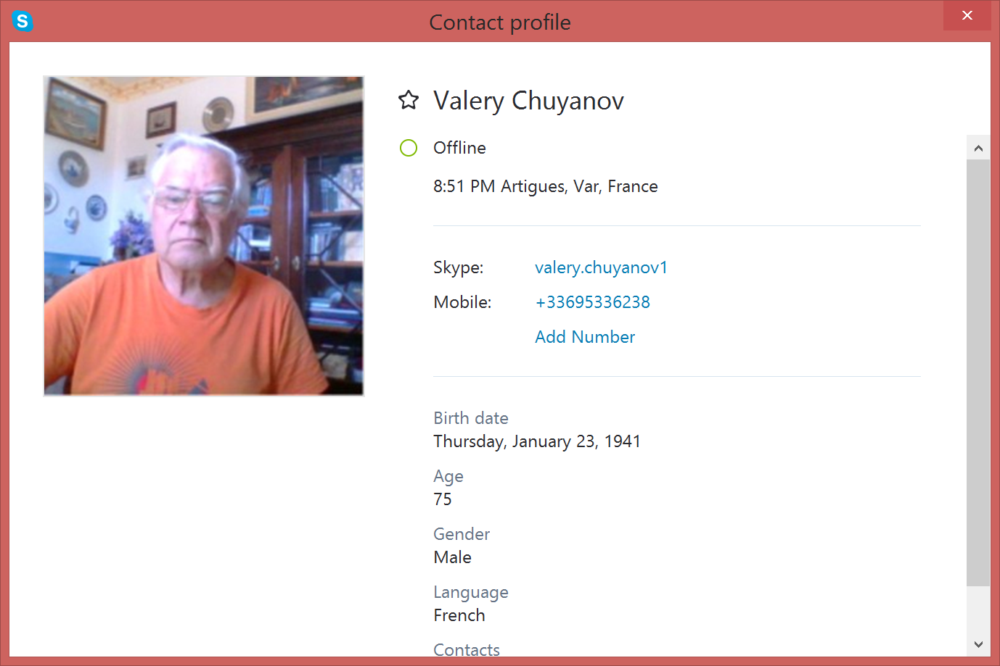 Contact profile
Valery Chuyanov
Offline
8:51 PM Artigues, Var, France
Skype: valery.chuyanov1
Mobile: +33695336238
Add Number
Birth date
Thursday, January 23, 1941
Age
75
Gender
Male
Language
French
Contacts